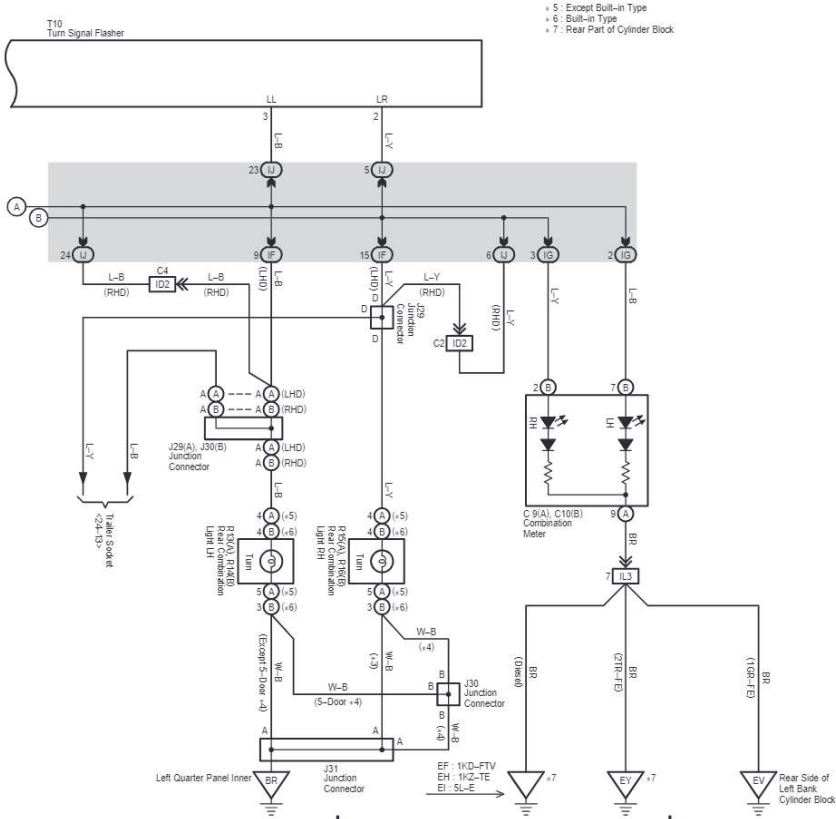 * 5 : Except Built–in Type
* 6 : Built–in Type
* 7 : Rear Part of Cylinder Block
T10
Turn Signal Flasher
LL
LR
3
2
L–B
L–Y
23 IJ
5 IJ
A
B
24 IJ
9 IF
15 IF
6 IJ
3 IG
2 IG
L–B
(RHD)
C4
ID2
L–B
(RHD)
(LHD)
L–B
(LHD)
L–Y
L–Y
(RHD)
D
D
D
J29
Junction
Connector
C2 ID2
(RHD)
L–Y
L–Y
L–B
A A A A (LHD)
A B A B (RHD)
J29(A), J30(B)
Junction
Connector
A A (LHD)
A B (RHD)
L–Y
L–B
Trailer Socket
<24–13>
L–B
L–Y
2 B
7 B
RH
LH
C 9(A), C10(B)
Combination
Meter
9 A
BR
7 IL3
4 A (*5)
4 B (*6)
4 A (*5)
4 B (*6)
R13(A), R14(B)
Rear Combination
Light LH
Turn
R15(A), R16(B)
Rear Combination
Light RH
Turn
5 A (*5)
3 B (*6)
5 A (*5)
3 B (*6)
W–B
(*4)
(Except 5–Door *4)
W–B
(*3)
W–B
W–B
(5–Door *4)
B
B
B
J30
Junction
Connector
(*4)
W–B
(Diesel)
BR
(2TR–FE)
BR
(1GR–FE)
BR
A
A
A
J31
Junction
Connector
Left Quarter Panel Inner
BR
EF : 1KD–FTV
EH : 1KZ–TE
EI : 5L–E
*7
EY
*7
EV
Rear Side of
Left Bank
Cylinder Block